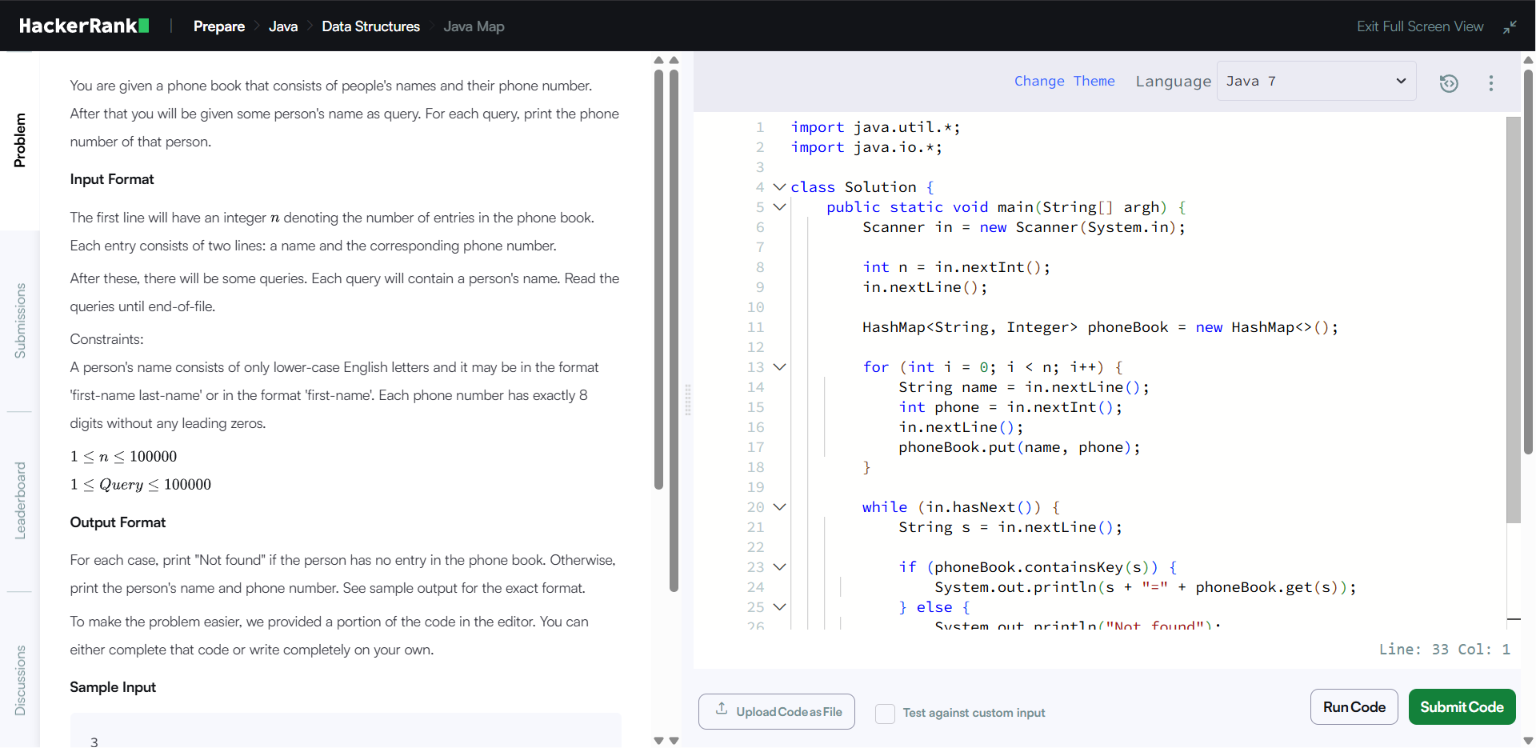 HackerRank | Prepare > Java > Data Structures > Java Map
Exit Full Screen View
Problem
Submissions
Leaderboard
Discussions
You are given a phone book that consists of people's names and their phone number.
After that you will be given some person's name as query. For each query, print the phone
number of that person.
Input Format
The first line will have an integer n denoting the number of entries in the phone book.
Each entry consists of two lines: a name and the corresponding phone number.
After these, there will be some queries. Each query will contain a person's name. Read the
queries until end-of-file.
Constraints:
A person's name consists of only lower-case English letters and it may be in the format
'first-name last-name' or in the format 'first-name'. Each phone number has exactly 8
digits without any leading zeros.
1 ≤ n ≤ 100000
1 ≤ Query ≤ 100000
Output Format
For each case, print "Not found" if the person has no entry in the phone book. Otherwise,
print the person's name and phone number. See sample output for the exact format.
To make the problem easier, we provided a portion of the code in the editor. You can
either complete that code or write completely on your own.
Sample Input
3
Change Theme Language Java 7
1 import java.util.*;
2 import java.io.*;
3
4 class Solution {
5     public static void main(String[] argh) {
6         Scanner in = new Scanner(System.in);
7
8         int n = in.nextInt();
9         in.nextLine();
10
11         HashMap<String, Integer> phoneBook = new HashMap<>();
12
13         for (int i = 0; i < n; i++) {
14             String name = in.nextLine();
15             int phone = in.nextInt();
16             in.nextLine();
17             phoneBook.put(name, phone);
18         }
19
20         while (in.hasNext()) {
21             String s = in.nextLine();
22
23             if (phoneBook.containsKey(s)) {
24                 System.out.println(s + "=" + phoneBook.get(s));
25             } else {
26                 System.out.println("Not found");
Line: 33 Col: 1
Upload Code as File
Test against custom input
Run Code
Submit Code